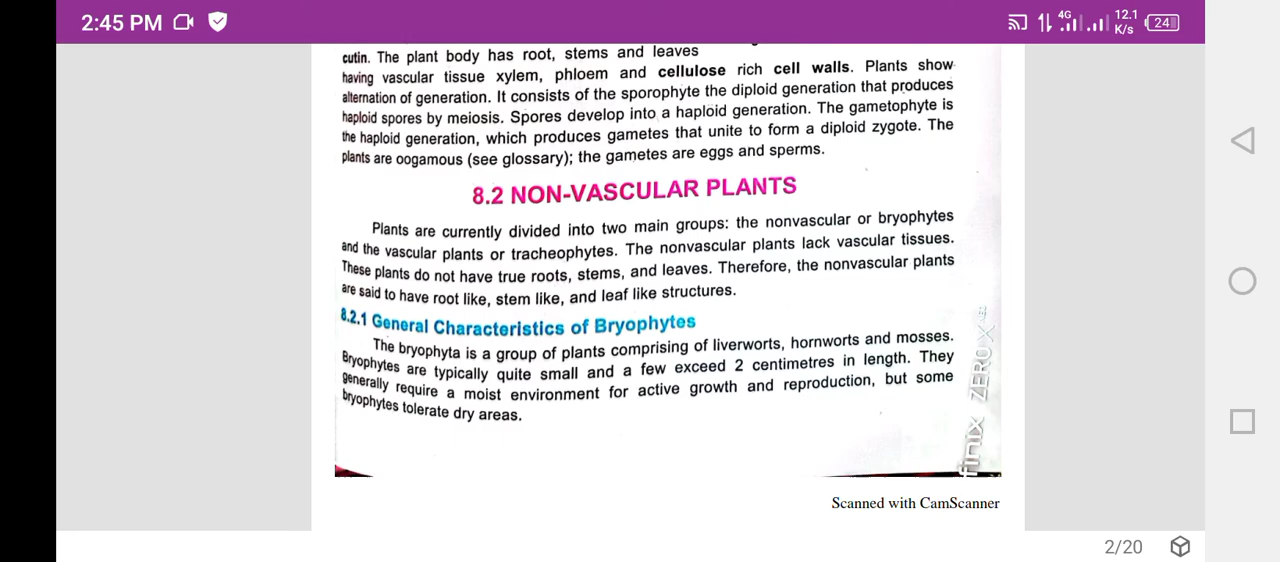 2:45 PM
4G
12.1
K/s
24
cutin. The plant body has root, stems and leaves
having vascular tissue xylem, phloem and cellulose rich cell walls. Plants show
alternation of generation. It consists of the sporophyte the diploid generation that produces
haploid spores by meiosis. Spores develop into a haploid generation. The gametophyte is
the haploid generation, which produces gametes that unite to form a diploid zygote. The
plants are oogamous (see glossary); the gametes are eggs and sperms.
8.2 NON-VASCULAR PLANTS
Plants are currently divided into two main groups: the nonvascular or bryophytes
and the vascular plants or tracheophytes. The nonvascular plants lack vascular tissues.
These plants do not have true roots, stems, and leaves. Therefore, the nonvascular plants
are said to have root like, stem like, and leaf like structures.
8.2.1 General Characteristics of Bryophytes
The bryophyta is a group of plants comprising of liverworts, hornworts and mosses.
Bryophytes are typically quite small and a few exceed 2 centimetres in length. They
generally require a moist environment for active growth and reproduction, but some
bryophytes tolerate dry areas.
finix ZERO X
Scanned with CamScanner
2/20